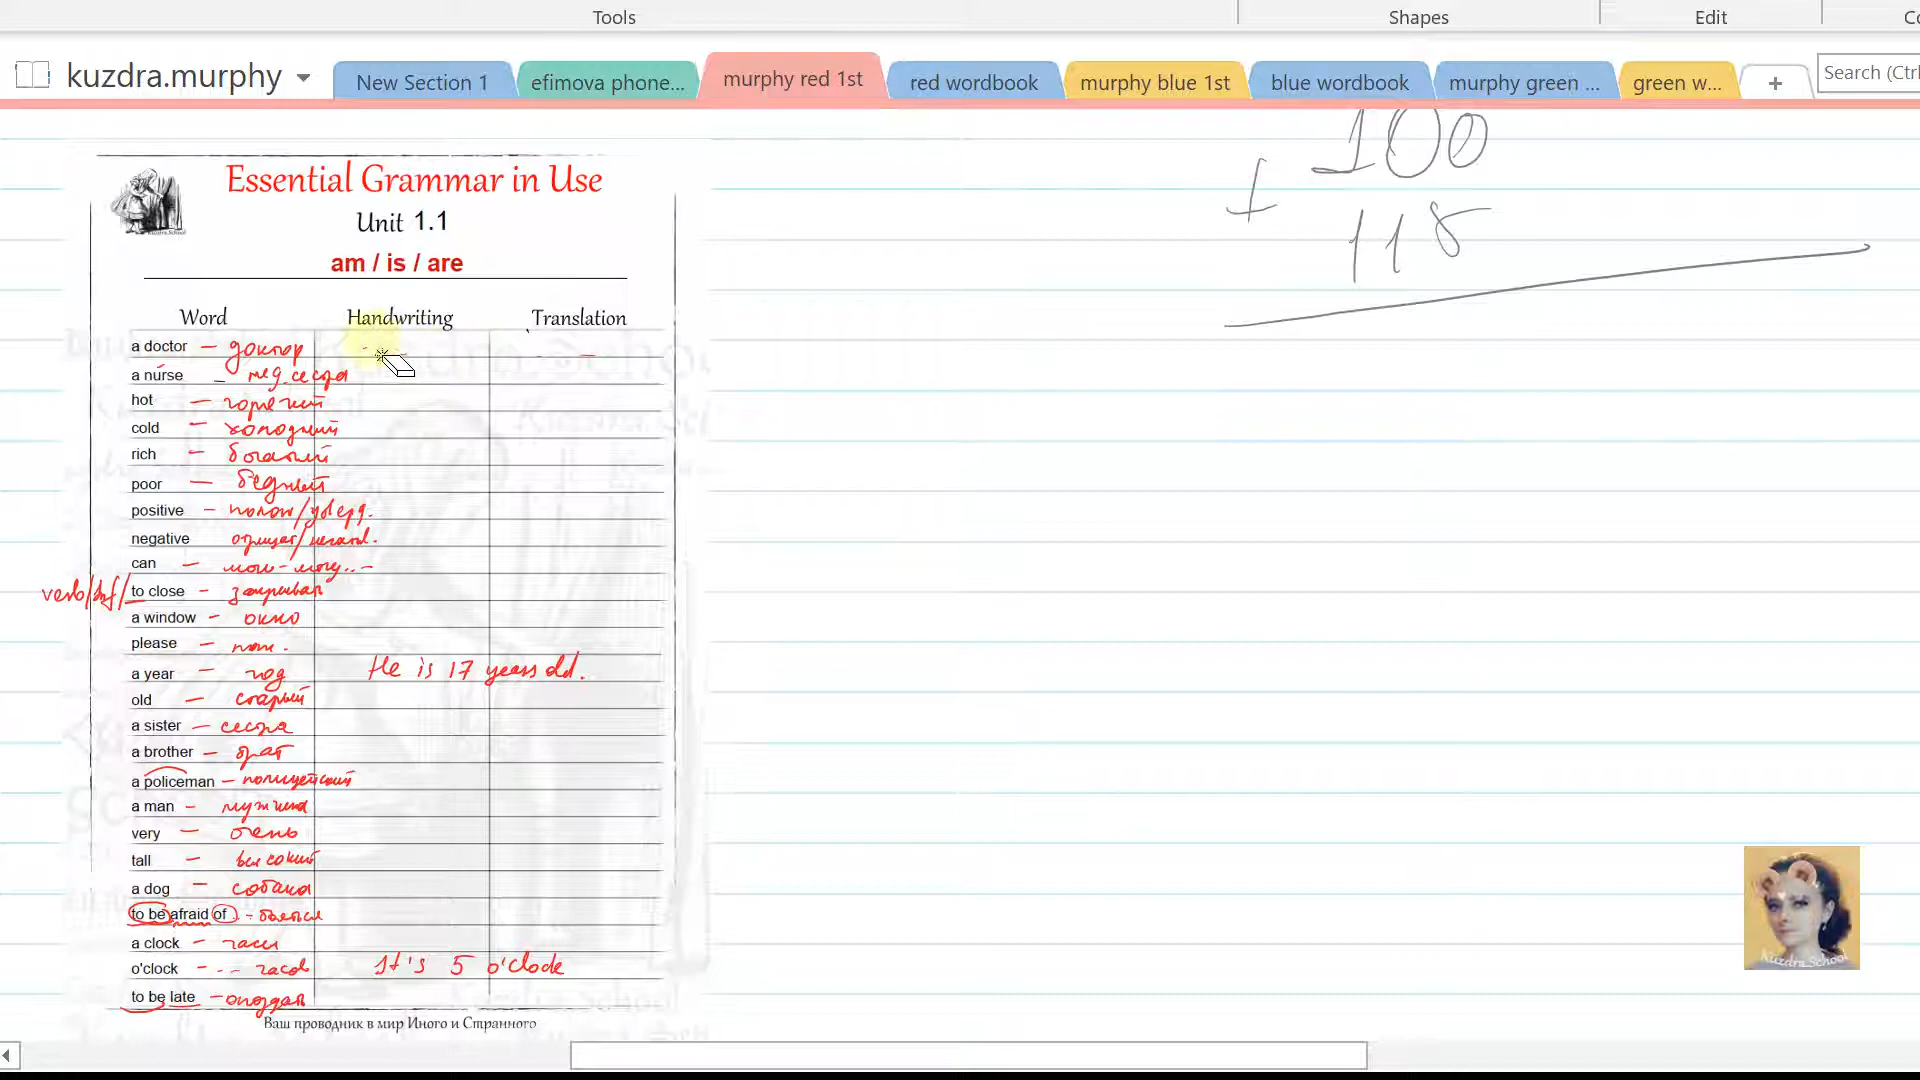 Tools Shapes Edit
kuzdra.murphy New Section 1 efimova phone... murphy red 1st red wordbook murphy blue 1st blue wordbook murphy green ... green w... + Search (Ctrl
100
+
118
Essential Grammar in Use
Unit 1.1
am / is / are
Word Handwriting Translation
a doctor – доктор
a nurse – мед. сестра
hot – горячий
cold – холодный
rich – богатый
poor – бедный
positive – полож/утверд.
negative отрицат/негат.
can – мочь-могу..-
verb/inf/ to close – закрывать
a window – окно
please – пож.
a year – год He is 17 years old.
old – старый
a sister – сестра
a brother – брат
a policeman – полицейский
a man – мужчина
very – очень
tall – высокий
a dog – собака
to be afraid of .. - бояться
a clock – часы
o'clock - .. часов It's 5 o'clock
to be late – опоздать
Ваш проводник в мир Иного и Странного
Kuzdra_School